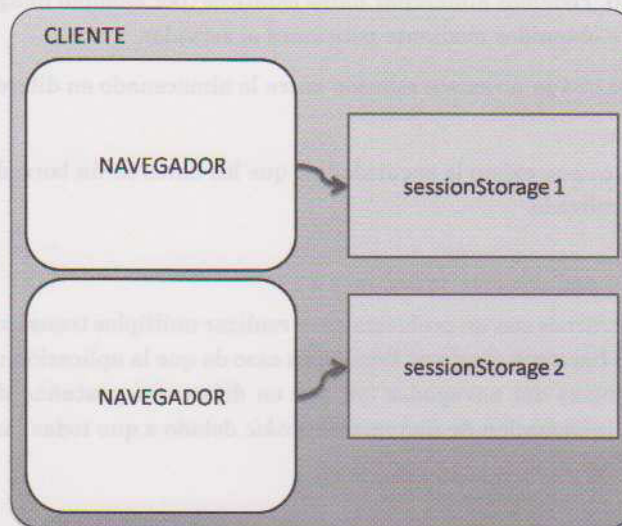 CLIENTE
NAVEGADOR
sessionStorage 1
NAVEGADOR
sessionStorage 2